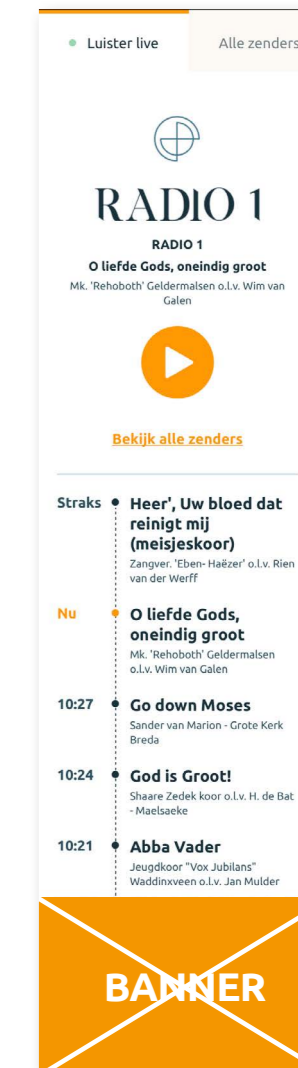 Luister live
Alle zenders
RADIO 1
RADIO 1
O liefde Gods, oneindig groot
Mk. 'Rehoboth' Geldermalsen o.l.v. Wim van
Galen
Bekijk alle zenders
Straks
Heer', Uw bloed dat
reinigt mij
(meisjeskoor)
Zangver. 'Eben- Haëzer' o.l.v. Rien
van der Werff
Nu
O liefde Gods,
oneindig groot
Mk. 'Rehoboth' Geldermalsen
o.l.v. Wim van Galen
10:27
Go down Moses
Sander van Marion - Grote Kerk
Breda
10:24
God is Groot!
Shaare Zedek koor o.l.v. H. de Bat
- Maelsaeke
10:21
Abba Vader
Jeugdkoor "Vox Jubilans"
Waddinxveen o.l.v. Jan Mulder
BANNER